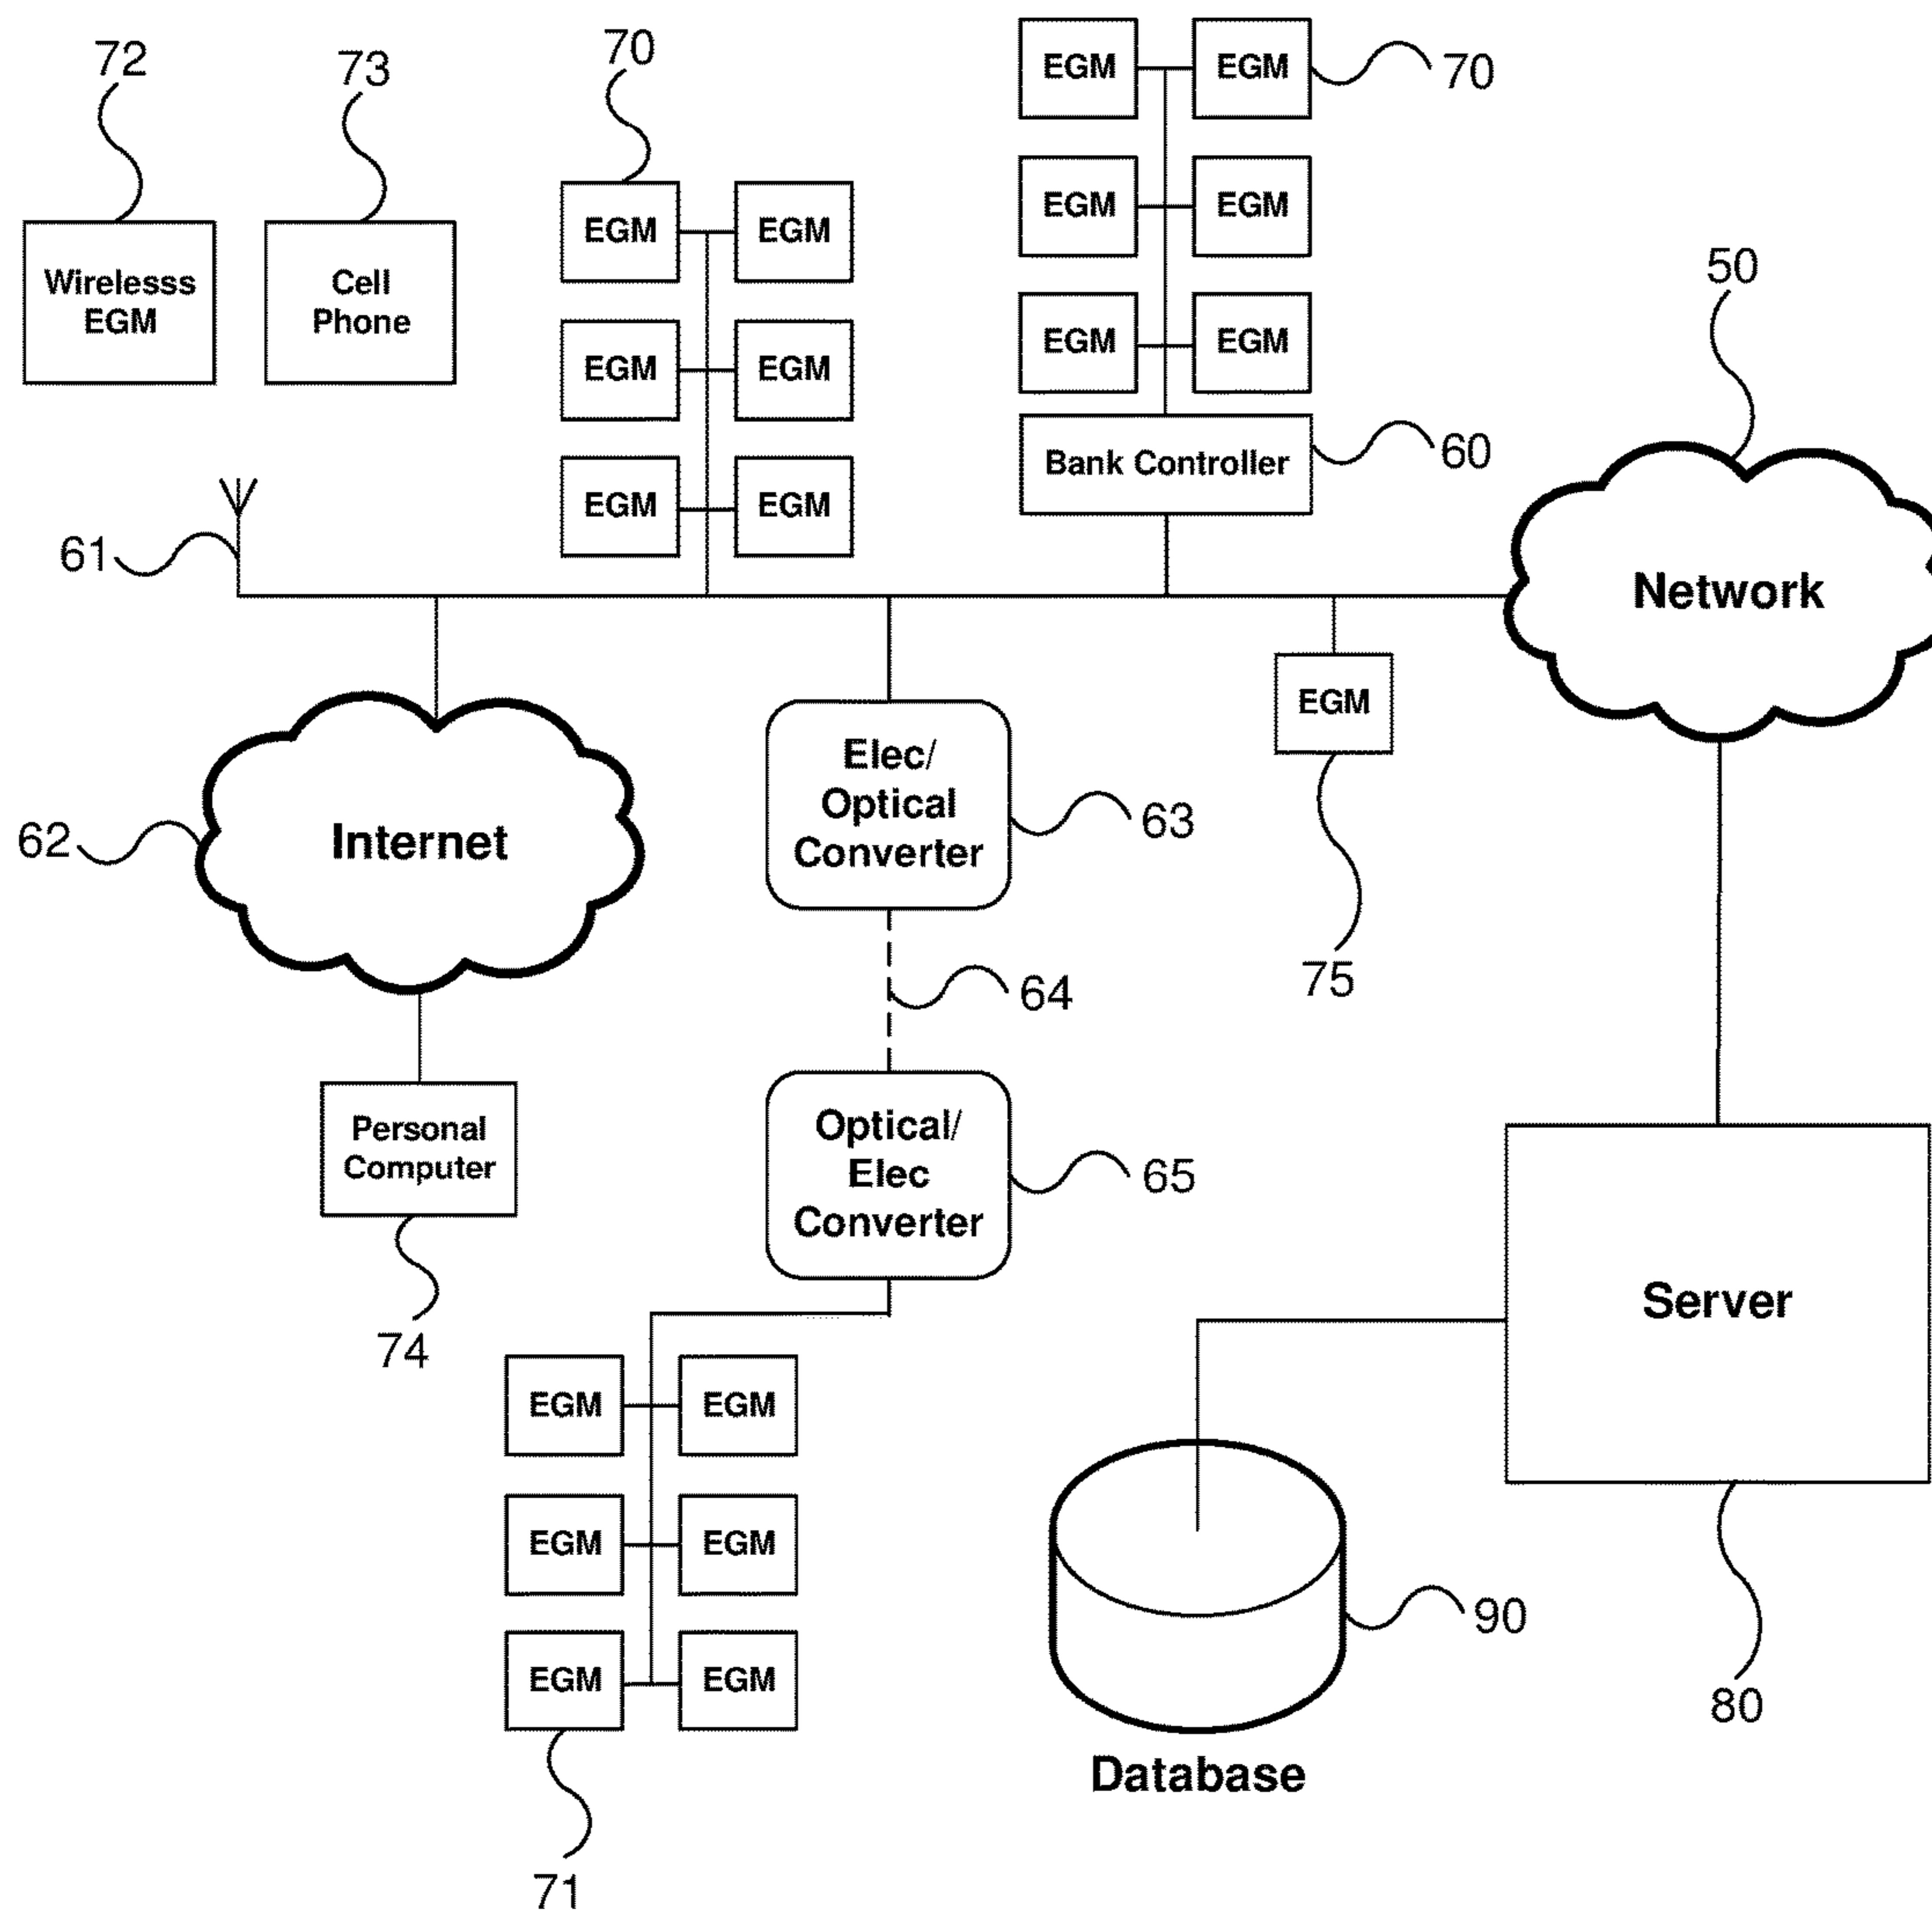 72
73
70
EGM
EGM
70
EGM
EGM
EGM
EGM
Bank Controller
60
50
Wirelesss
EGM
Cell
Phone
EGM
EGM
EGM
EGM
EGM
EGM
61
Network
Internet
62
Elec/
Optical
Converter
63
EGM
75
64
Personal
Computer
74
Optical/
Elec
Converter
65
Server
80
EGM
EGM
EGM
EGM
EGM
EGM
71
90
Database